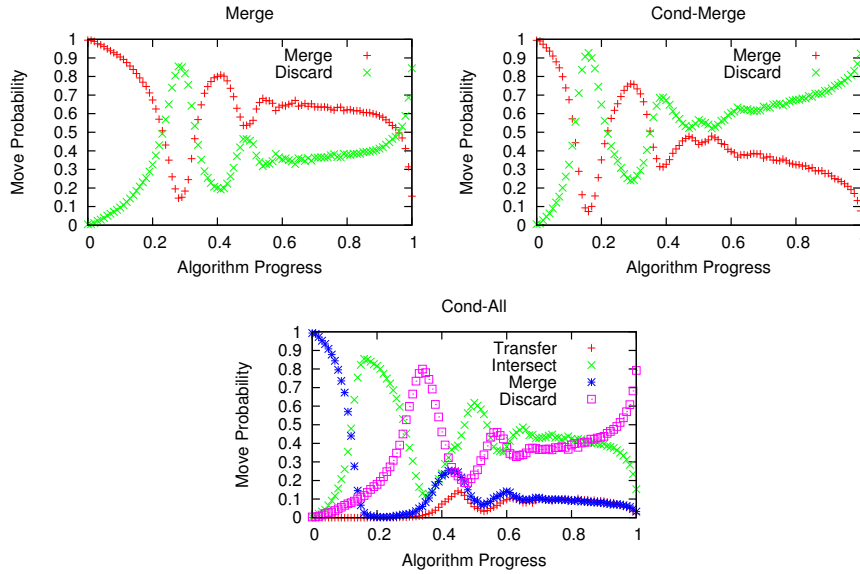 Merge
Move Probability
1
0.9
0.8
0.7
0.6
0.5
0.4
0.3
0.2
0.1
0
Merge
Discard
0 0.2 0.4 0.6 0.8 1
Algorithm Progress
Cond-Merge
Move Probability
1
0.9
0.8
0.7
0.6
0.5
0.4
0.3
0.2
0.1
0
Merge
Discard
0 0.2 0.4 0.6 0.8
Algorithm Progress
Cond-All
Move Probability
1
0.9
0.8
0.7
0.6
0.5
0.4
0.3
0.2
0.1
0
Transfer
Intersect
Merge
Discard
0 0.2 0.4 0.6 0.8 1
Algorithm Progress